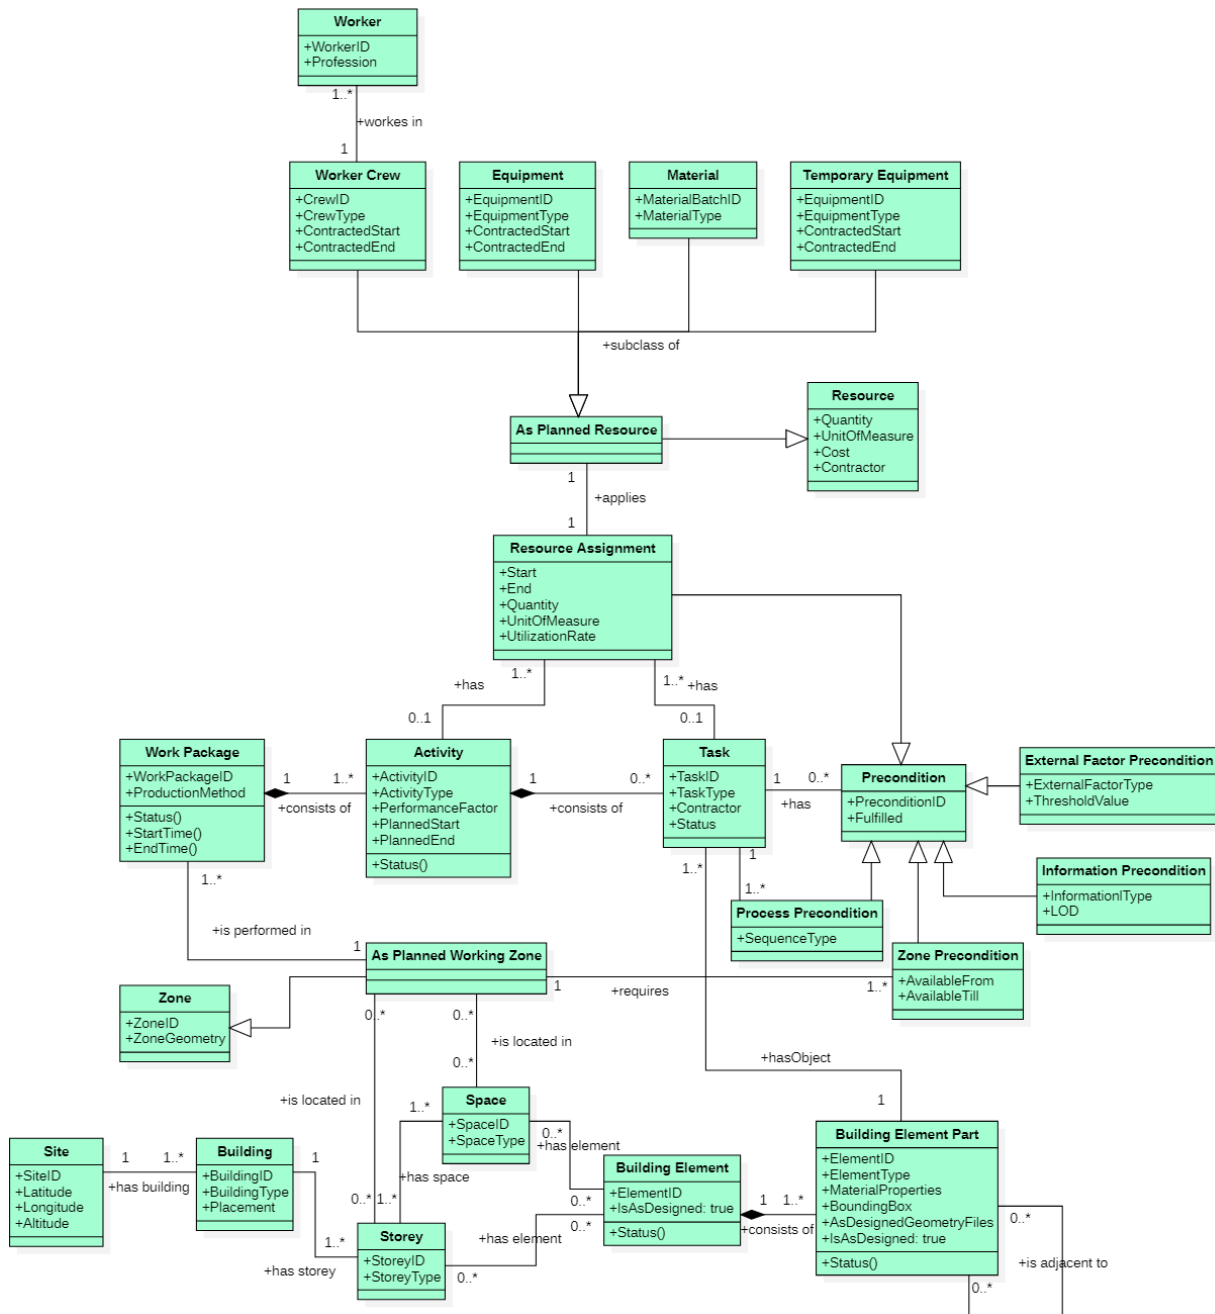 Worker
+WorkerID
+Profession
1..*
+workes in
1
Worker Crew
+CrewID
+CrewType
+ContractedStart
+ContractedEnd
Equipment
+EquipmentID
+EquipmentType
+ContractedStart
+ContractedEnd
Material
+MaterialBatchID
+MaterialType
Temporary Equipment
+EquipmentID
+EquipmentType
+ContractedStart
+ContractedEnd
+subclass of
As Planned Resource
Resource
+Quantity
+UnitOfMeasure
+Cost
+Contractor
1
+applies
1
Resource Assignment
+Start
+End
+Quantity
+UnitOfMeasure
+UtilizationRate
1..*
+has
0..1
1..*
+has
0..1
Work Package
+WorkPackageID
+ProductionMethod
+Status()
+StartTime()
+EndTime()
1
1..*
+consists of
Activity
+ActivityID
+ActivityType
+PerformanceFactor
+PlannedStart
+PlannedEnd
+Status()
1
0..*
+consists of
Task
+TaskID
+TaskType
+Contractor
+Status
1
0..*
+has
Precondition
+PreconditionID
+Fulfilled
External Factor Precondition
+ExternalFactorType
+ThresholdValue
Information Precondition
+InformationIType
+LOD
1
1..*
Process Precondition
+SequenceType
Zone Precondition
+AvailableFrom
+AvailableTill
1..*
+is performed in
1
As Planned Working Zone
1
+requires
1..*
Zone
+ZoneID
+ZoneGeometry
0..*
+is located in
0..*
0..*
+is located in
0..*
1..*
+hasObject
1
Space
+SpaceID
+SpaceType
1..*
+has space
1..*
0..*
+has element
0..*
Site
+SiteID
+Latitude
+Longitude
+Altitude
1
1..*
+has building
Building
+BuildingID
+BuildingType
+Placement
1
1..*
+has storey
Storey
+StoreyID
+StoreyType
0..*
+has element
0..*
Building Element
+ElementID
+IsAsDesigned: true
+Status()
1
1..*
+consists of
Building Element Part
+ElementID
+ElementType
+MaterialProperties
+BoundingBox
+AsDesignedGeometryFiles
+IsAsDesigned: true
+Status()
0..*
+is adjacent to
0..*